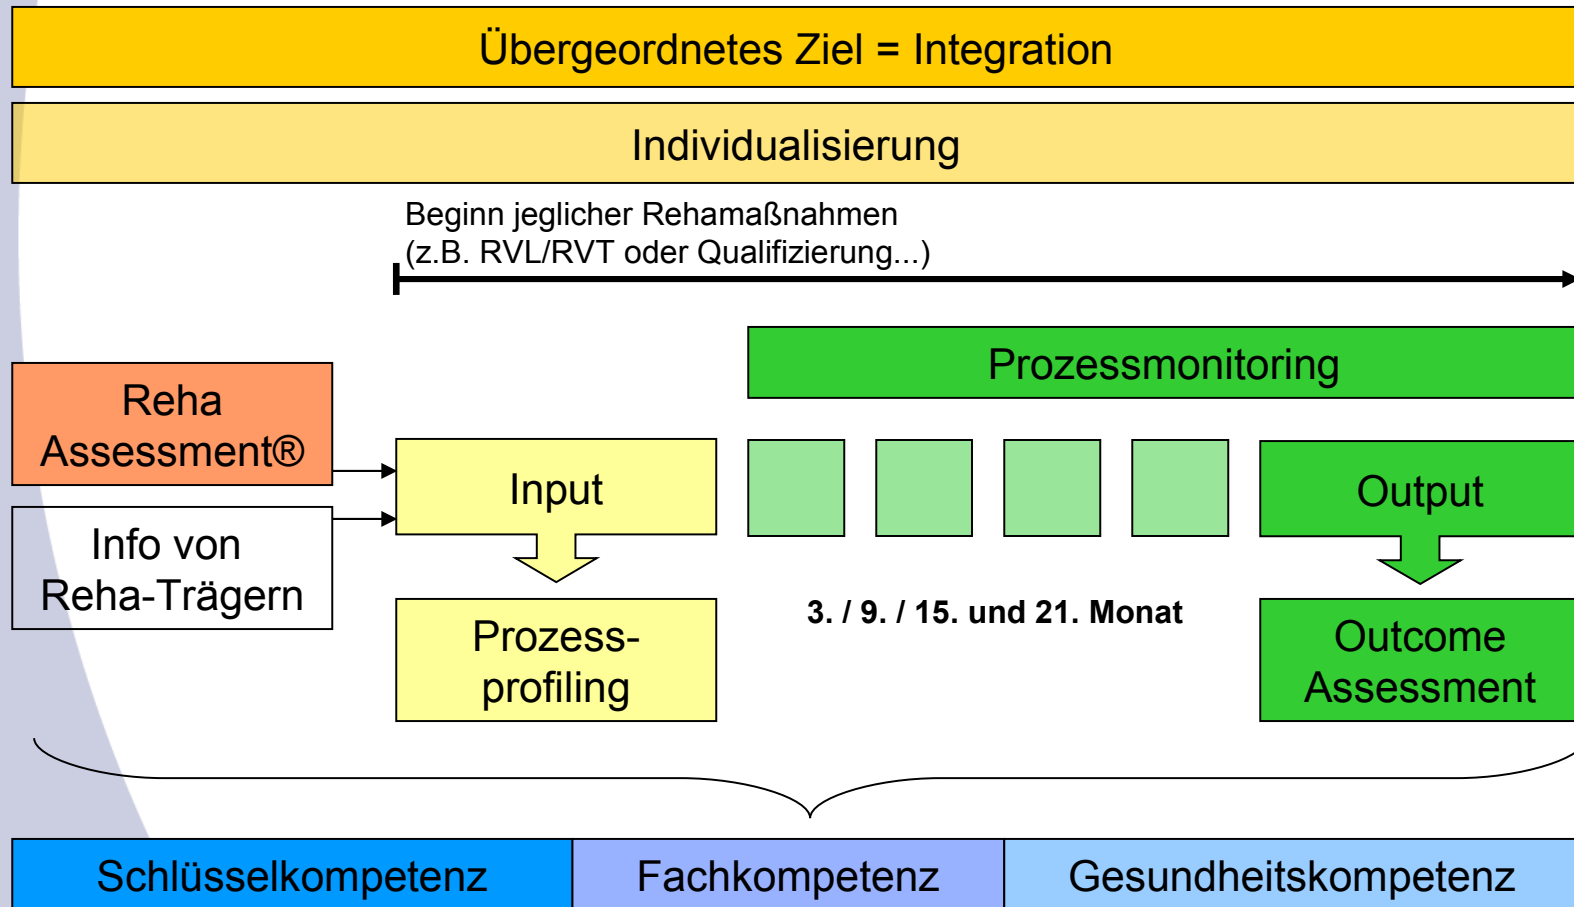 Übergeordnetes Ziel = Integration
Individualisierung
Beginn jeglicher Rehamaßnahmen
(z.B. RVL/RVT oder Qualifizierung...)
Prozessmonitoring
Reha
Assessment®
Info von
Reha-Trägern
Input
Output
Prozess-
profiling
3. / 9. / 15. und 21. Monat
Outcome
Assessment
Schlüsselkompetenz
Fachkompetenz
Gesundheitskompetenz